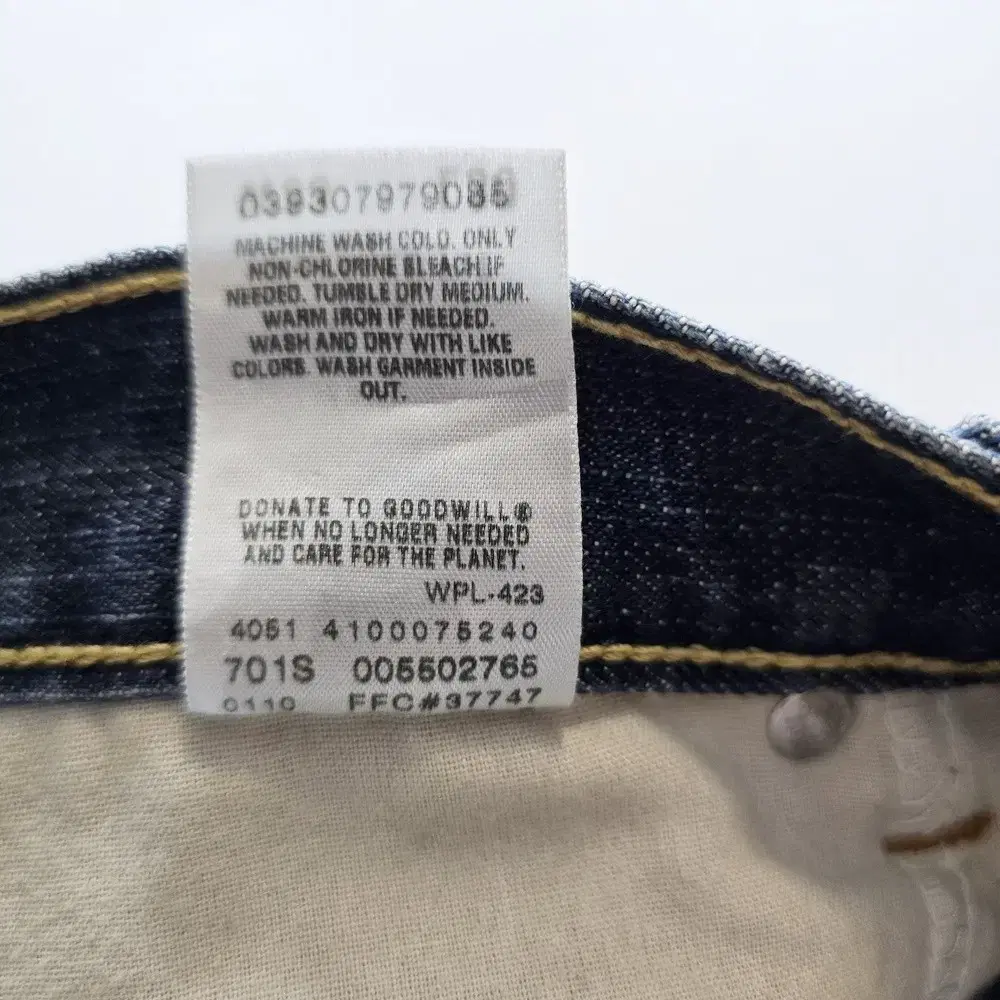 039307979086
MACHINE WASH COLD. ONLY
NON-CHLORINE BLEACH IF
NEEDED. TUMBLE DRY MEDIUM.
WARM IRON IF NEEDED.
WASH AND DRY WITH LIKE
COLORS. WASH GARMENT INSIDE
OUT.
DONATE TO GOODWILL®
WHEN NO LONGER NEEDED
AND CARE FOR THE PLANET.
WPL-423
4051 4100075240
701S 005502765
0110 FFC#37747